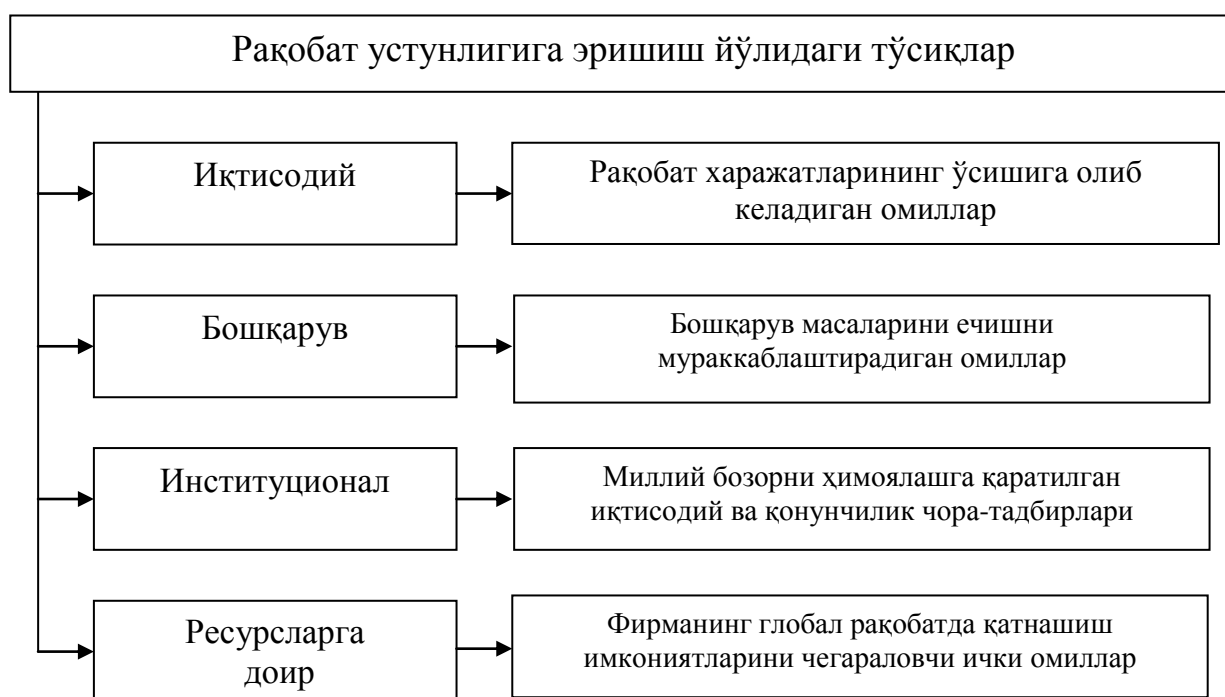 Рақобат устунлигига эришиш йўлидаги тўсиқлар
Иқтисодий
Рақобат харажатларининг ўсишига олиб
келадиган омиллар
Бошқарув
Бошқарув масаларини ечишни
мураккаблаштирадиган омиллар
Институционал
Миллий бозорни ҳимоялашга қаратилган
иқтисодий ва қонунчилик чора-тадбирлари
Ресурсларга
доир
Фирманинг глобал рақобатда қатнашиш
имкониятларини чегараловчи ички омиллар